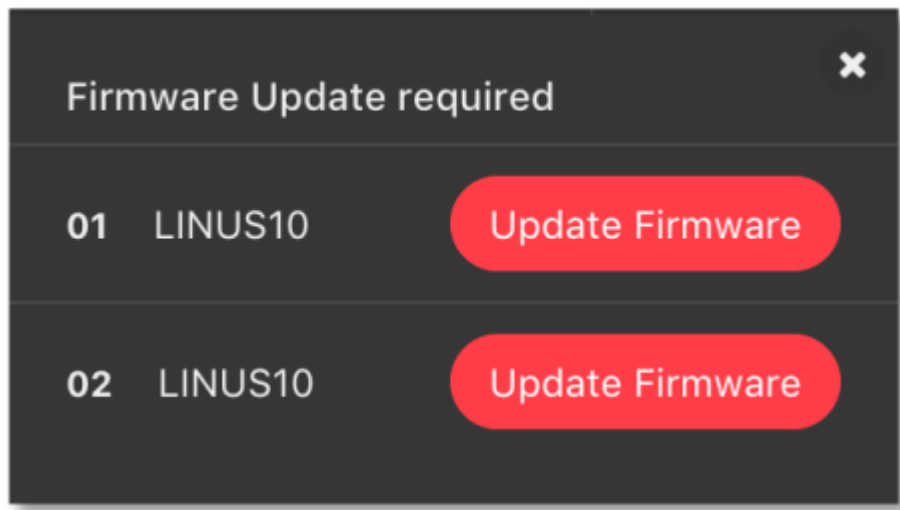 Firmware Update required
01 LINUS10 Update Firmware
02 LINUS10 Update Firmware